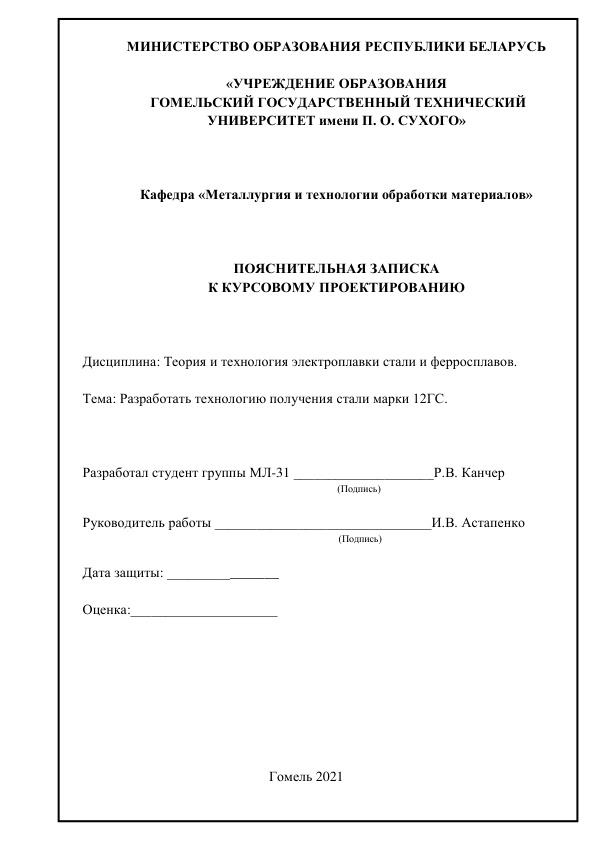 МИНИСТЕРСТВО ОБРАЗОВАНИЯ РЕСПУБЛИКИ БЕЛАРУСЬ
«УЧРЕЖДЕНИЕ ОБРАЗОВАНИЯ
ГОМЕЛЬСКИЙ ГОСУДАРСТВЕННЫЙ ТЕХНИЧЕСКИЙ
УНИВЕРСИТЕТ имени П. О. СУХОГО»
Кафедра «Металлургия и технологии обработки материалов»
ПОЯСНИТЕЛЬНАЯ ЗАПИСКА
К КУРСОВОМУ ПРОЕКТИРОВАНИЮ
Дисциплина: Теория и технология электроплавки стали и ферросплавов.
Тема: Разработать технологию получения стали марки 12ГС.
Разработал студент группы МЛ-31 ____________________Р.В. Канчер
(Подпись)
Руководитель работы _______________________________И.В. Астапенко
(Подпись)
Дата защиты: ________________
Оценка:_____________________
Гомель 2021